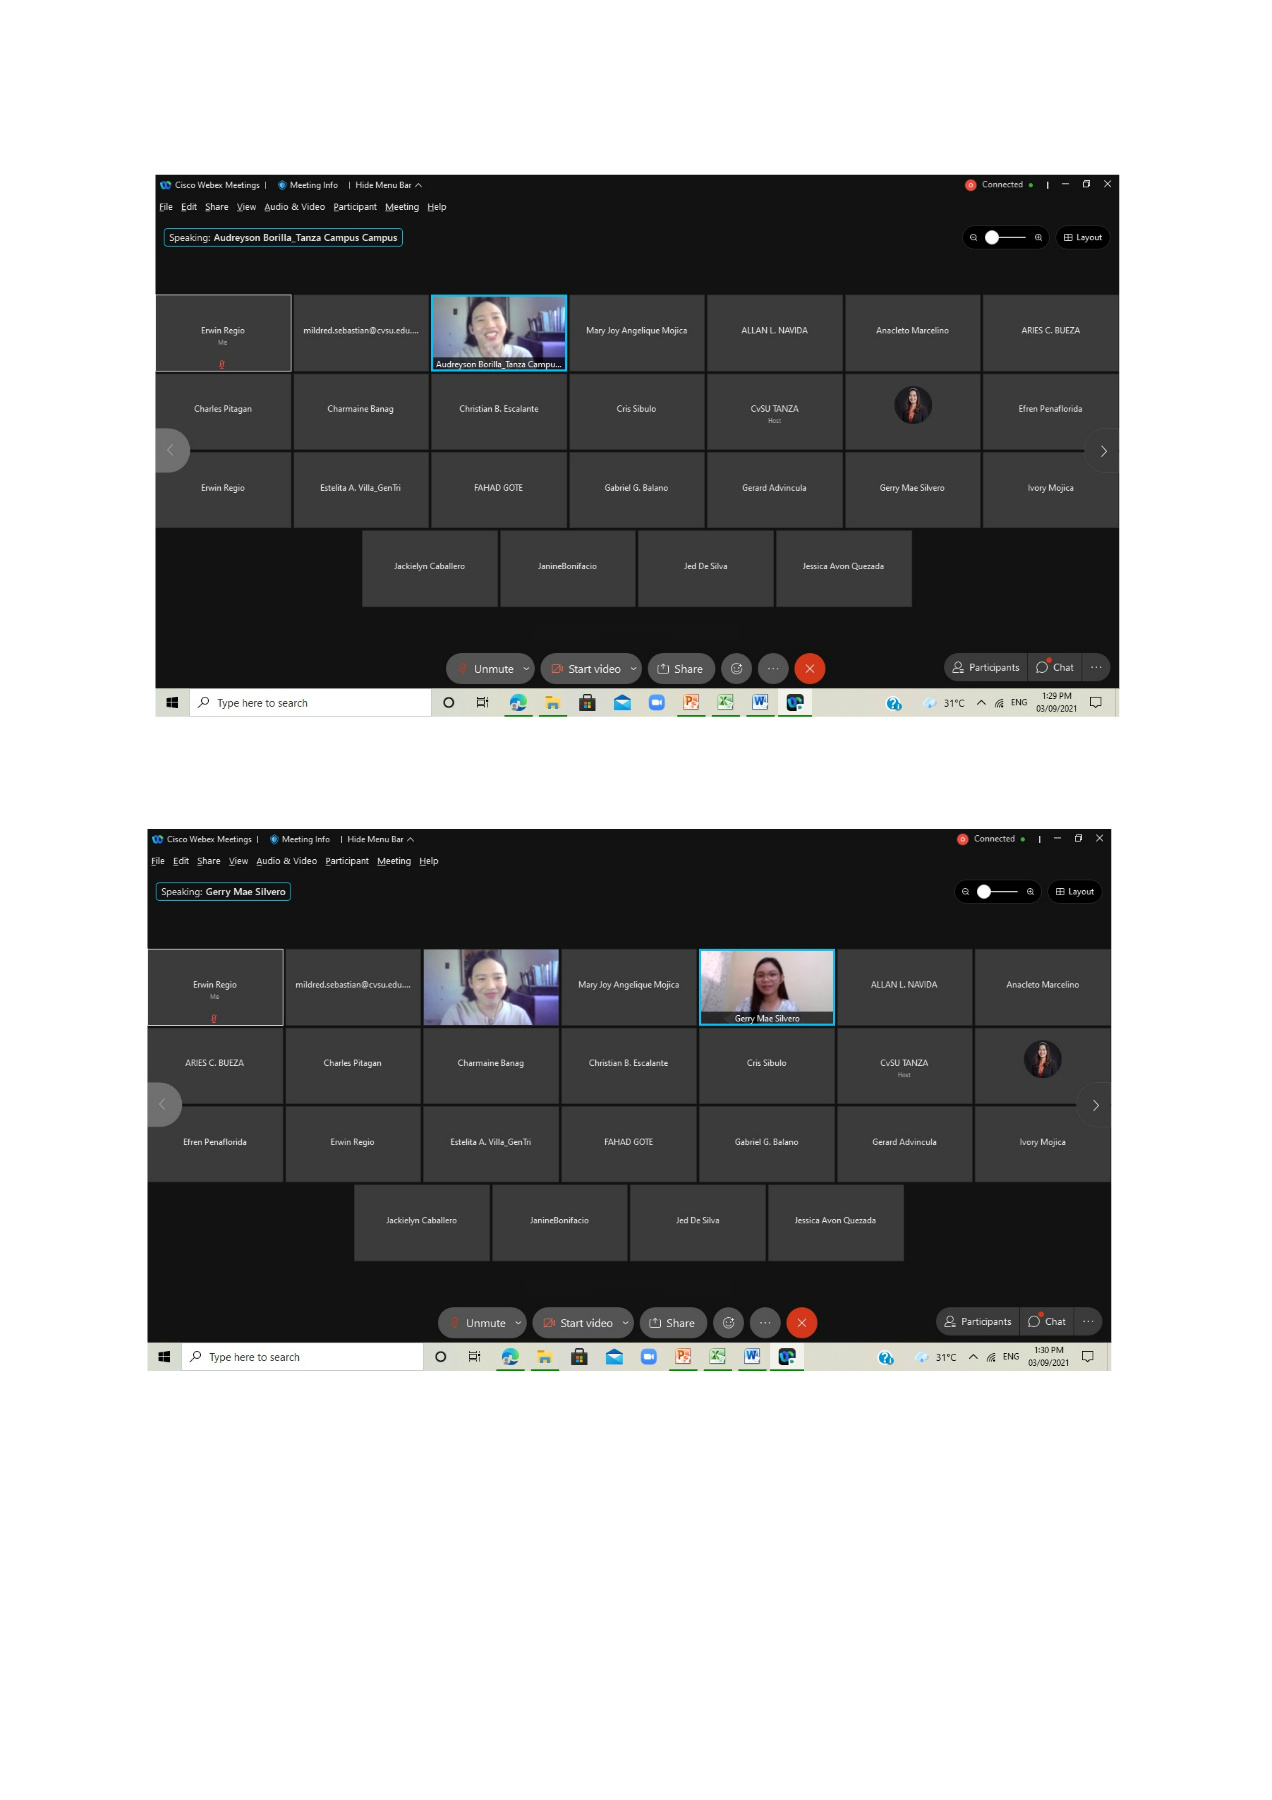 Cisco Webex Meetings | Meeting Info | Hide Menu Bar Connected
File Edit Share View Audio & Video Participant Meeting Help
Speaking: Audreyson Borilla_Tanza Campus Campus Layout
Erwin Regio mildred.sebastian@cvsu.edu.... Mary Joy Angelique Mojica ALLAN L. NAVIDA Anacleto Marcelino ARIES C. BUEZA
Me
Audreyson Borilla_Tanza Campu...
Charles Pitagan Charmaine Banag Christian B. Escalante Cris Sibulo CvSU TANZA Efren Penaflorida
Host
Erwin Regio Estelita A. Villa_GenTri FAHAD GOTE Gabriel G. Balano Gerard Advincula Gerry Mae Silvero Ivory Mojica
Jackielyn Caballero JanineBonifacio Jed De Silva Jessica Avon Quezada
Unmute Start video Share Participants Chat
Type here to search 31°C ENG 1:29 PM
03/09/2021
Cisco Webex Meetings | Meeting Info | Hide Menu Bar Connected
File Edit Share View Audio & Video Participant Meeting Help
Speaking: Gerry Mae Silvero Layout
Erwin Regio mildred.sebastian@cvsu.edu.... Mary Joy Angelique Mojica ALLAN L. NAVIDA Anacleto Marcelino
Me
Gerry Mae Silvero
ARIES C. BUEZA Charles Pitagan Charmaine Banag Christian B. Escalante Cris Sibulo CvSU TANZA
Host
Efren Penaflorida Erwin Regio Estelita A. Villa_GenTri FAHAD GOTE Gabriel G. Balano Gerard Advincula Ivory Mojica
Jackielyn Caballero JanineBonifacio Jed De Silva Jessica Avon Quezada
Unmute Start video Share Participants Chat
Type here to search 31°C ENG 1:30 PM
03/09/2021